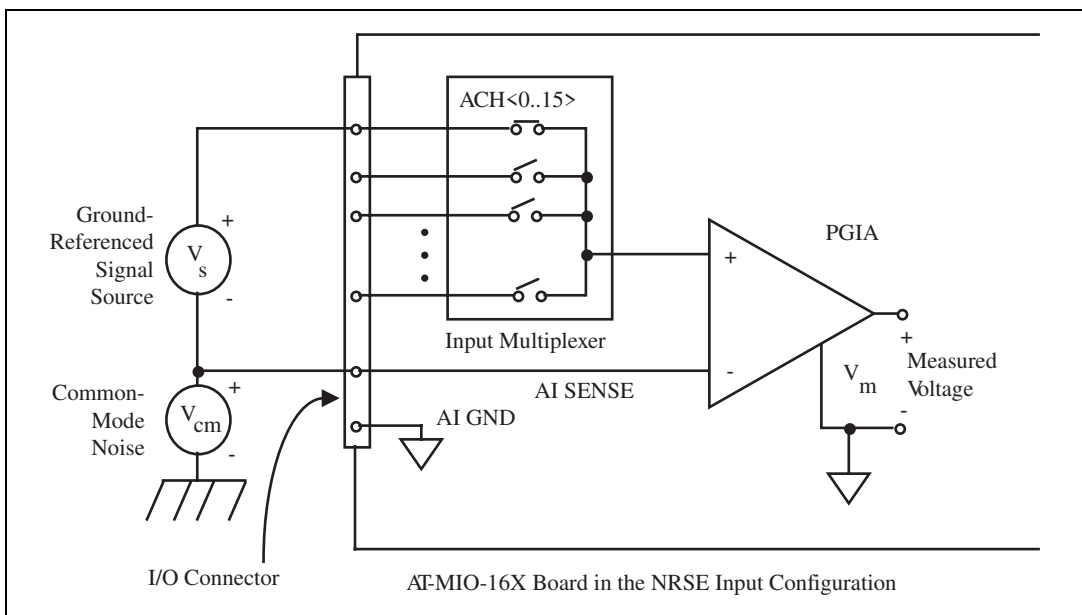 ACH<0..15>
Ground-
Referenced
Signal
Source
+
V
s
-
PGIA
+
Input Multiplexer
+
Measured
Voltage
V
m
-
-
AI SENSE
Common-
Mode
Noise
+
V
cm
-
AI GND
I/O Connector
AT-MIO-16X Board in the NRSE Input Configuration